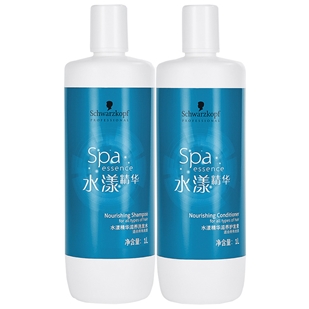 Schwarzkopf
PROFESSIONAL
Spa
essence
水漾精华
Nourishing Shampoo
for all types of hair
水漾精华滋养洗发水
净含量：1L
Schwarzkopf
PROFESSIONAL
Spa
essence
水漾精华
Nourishing Conditioner
for all types of hair
水漾精华滋养护发素
净含量：1L